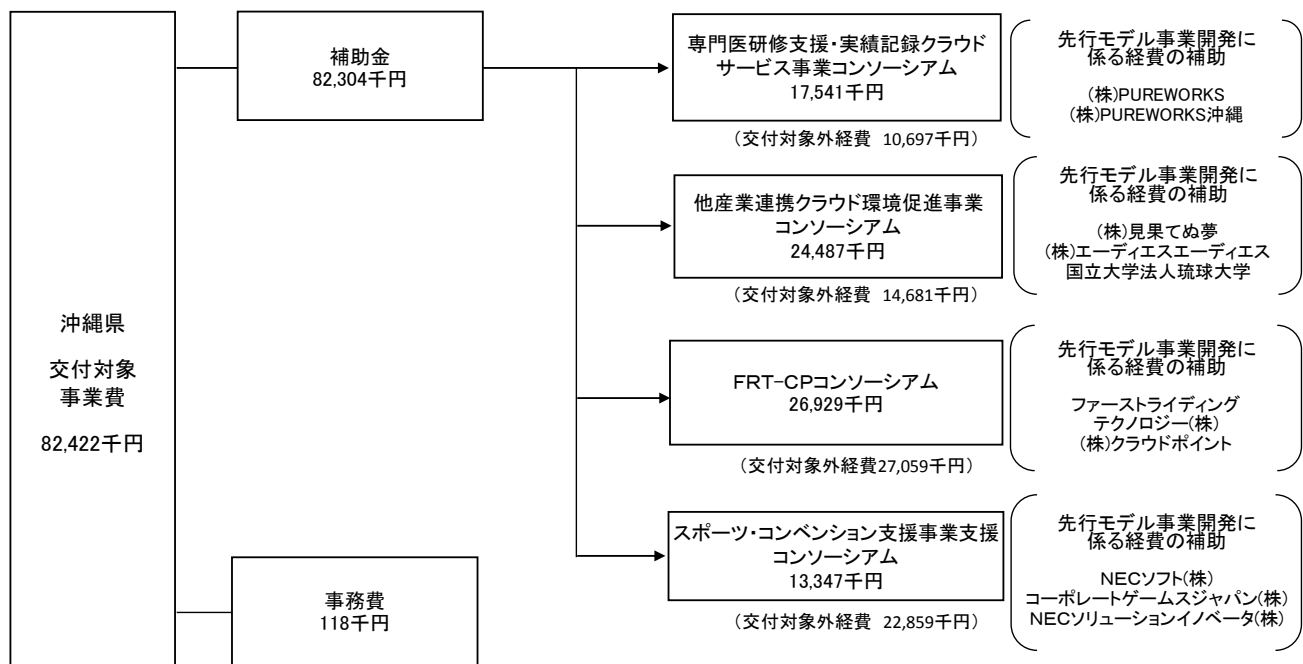 沖縄県
交付対象
事業費
82,422千円
補助金
82,304千円
事務費
118千円
専門医研修支援・実績記録クラウド
サービス事業コンソーシアム
17,541千円
（交付対象外経費 10,697千円）
先行モデル事業開発に
係る経費の補助
(株)PUREWORKS
(株)PUREWORKS沖縄
他産業連携クラウド環境促進事業
コンソーシアム
24,487千円
（交付対象外経費 14,681千円）
先行モデル事業開発に
係る経費の補助
(株)見果てぬ夢
(株)エーディエスエーディエス
国立大学法人琉球大学
FRT-CPコンソーシアム
26,929千円
（交付対象外経費27,059千円）
先行モデル事業開発に
係る経費の補助
ファーストライディング
テクノロジー(株)
(株)クラウドポイント
スポーツ・コンベンション支援事業支援
コンソーシアム
13,347千円
（交付対象外経費 22,859千円）
先行モデル事業開発に
係る経費の補助
NECソフト(株)
コーポレートゲームスジャパン(株)
NECソリューションイノベータ(株)